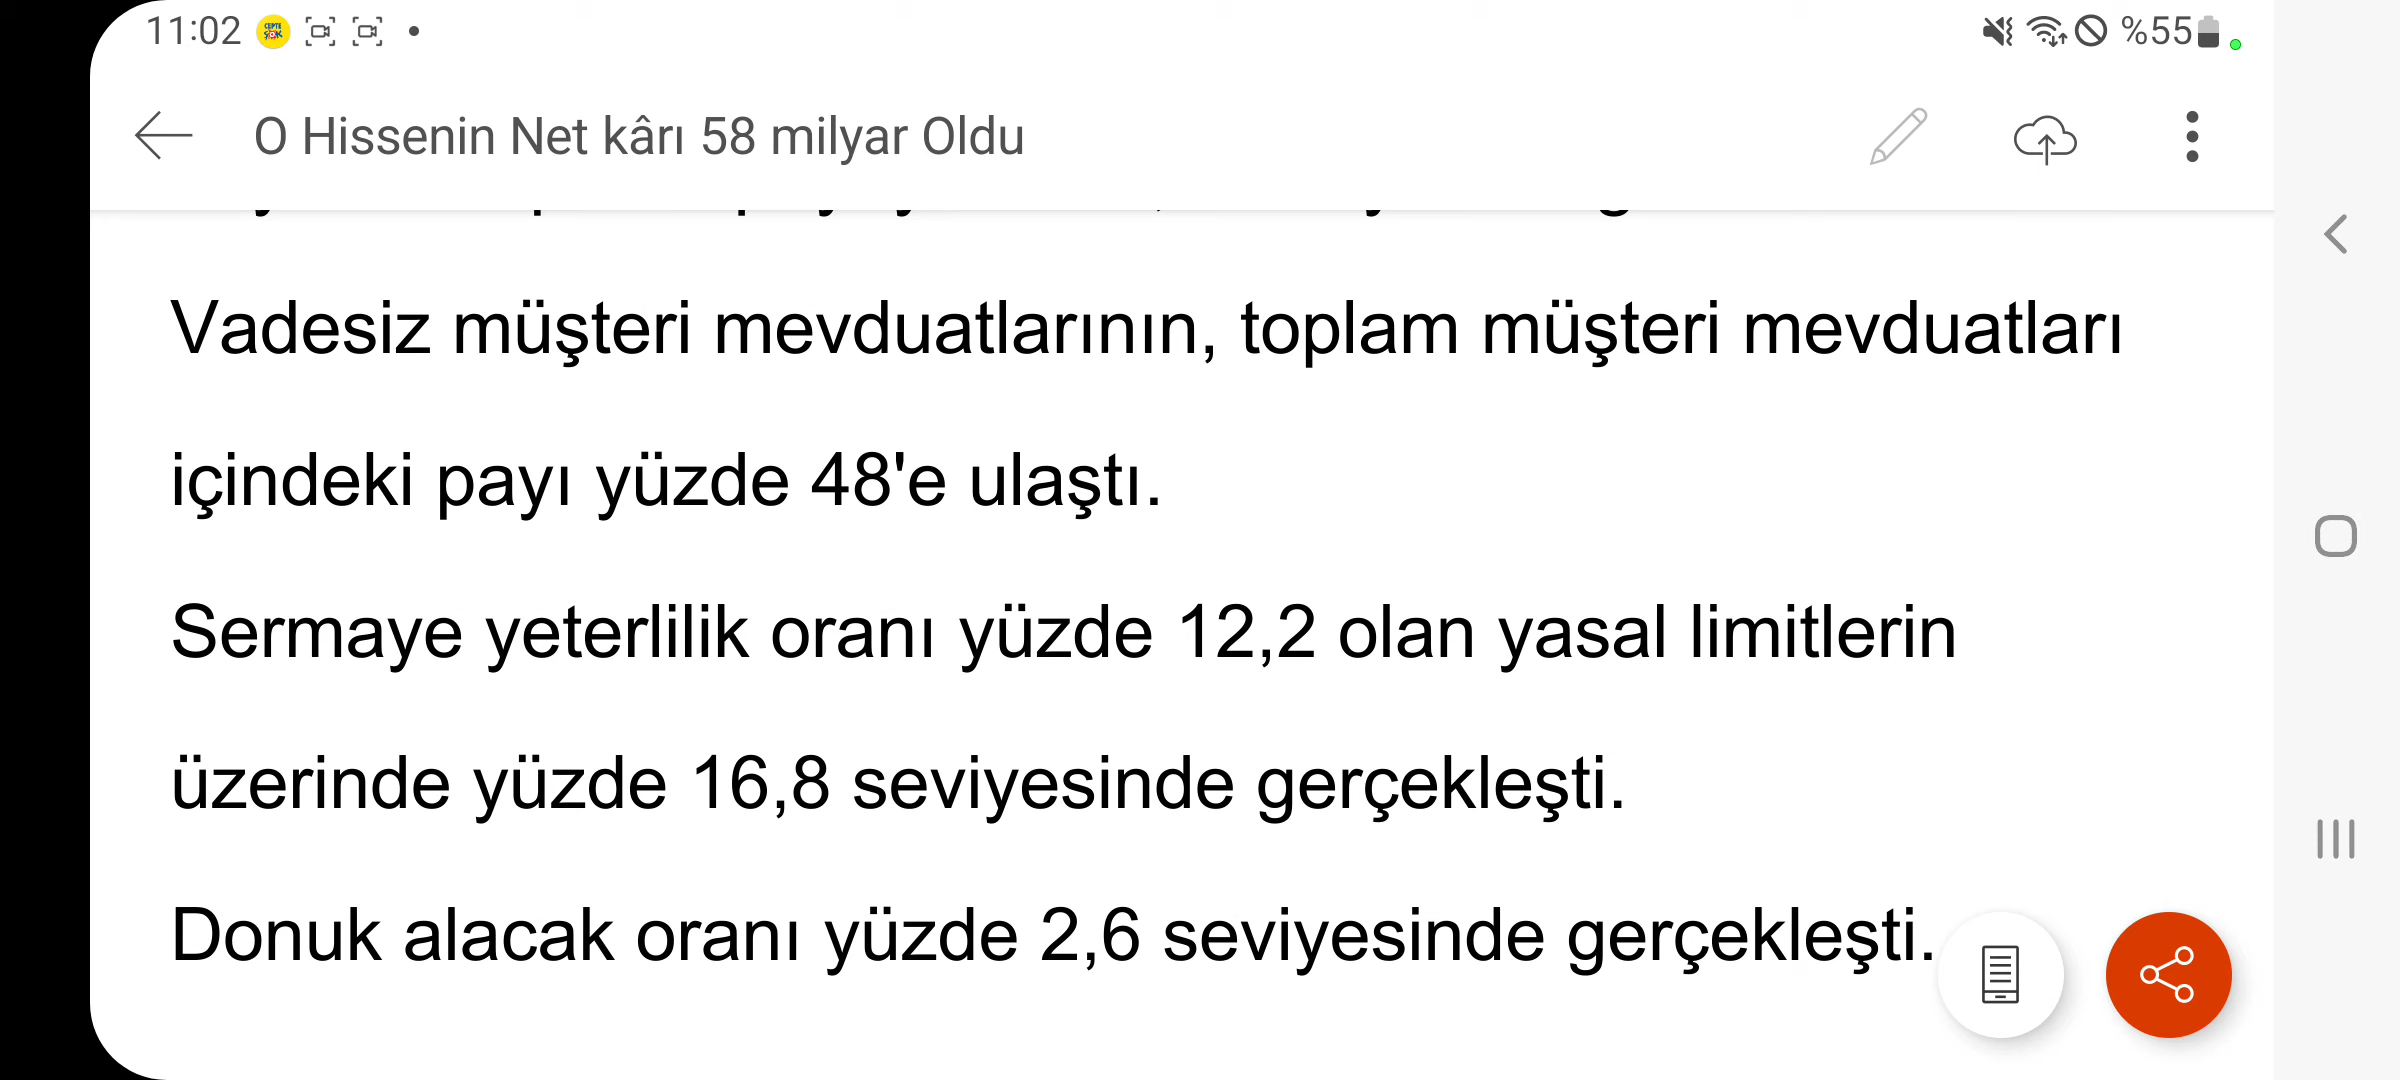 11:02 CEPTE ŞOK %55
O Hissenin Net kârı 58 milyar Oldu
Vadesiz müşteri mevduatlarının, toplam müşteri mevduatları
içindeki payı yüzde 48'e ulaştı.
Sermaye yeterlilik oranı yüzde 12,2 olan yasal limitlerin
üzerinde yüzde 16,8 seviyesinde gerçekleşti.
Donuk alacak oranı yüzde 2,6 seviyesinde gerçekleşti.